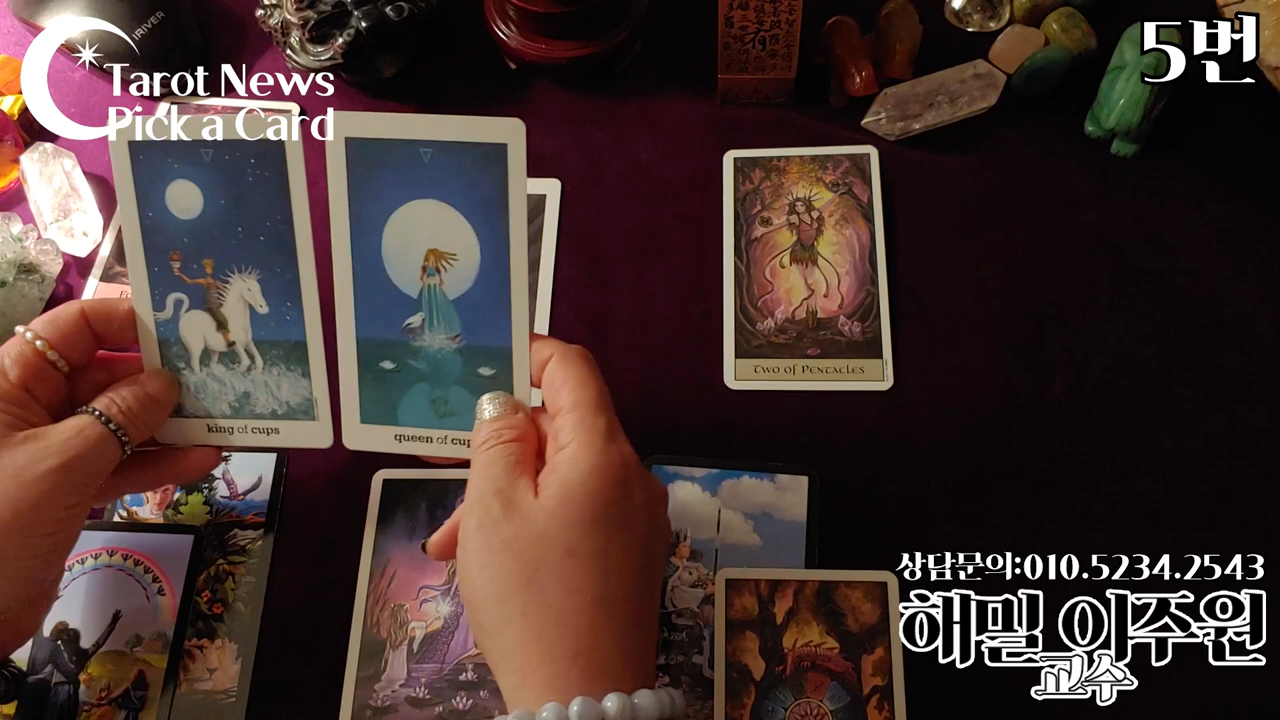 IRIVER
Tarot News
Pick a Card
5번
king of cups
queen of cup
Two of Pentacles
상담문의:010.5234.2543
해밀 이주원
교수